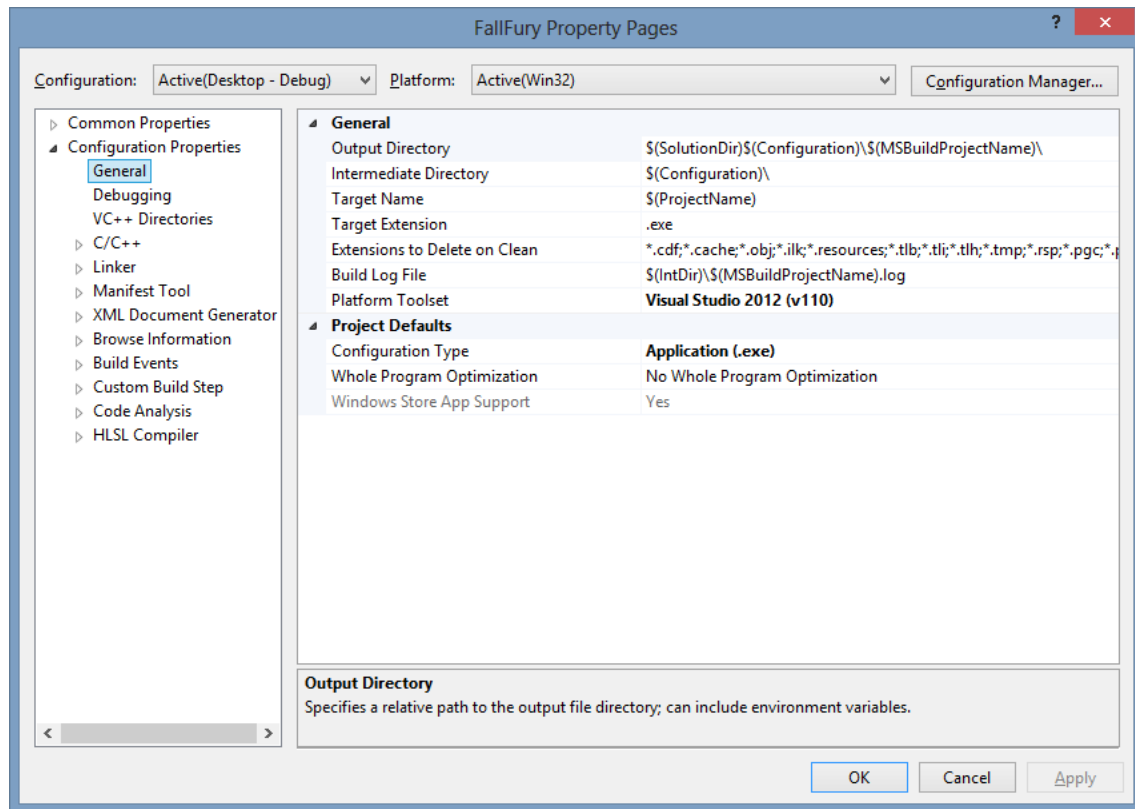 FallFury Property Pages
? ×
Configuration: Active(Desktop - Debug) Platform: Active(Win32) Configuration Manager...
Common Properties
Configuration Properties
General
Debugging
VC++ Directories
C/C++
Linker
Manifest Tool
XML Document Generator
Browse Information
Build Events
Custom Build Step
Code Analysis
HLSL Compiler
General
Output Directory $(SolutionDir)$(Configuration)\$(MSBuildProjectName)\
Intermediate Directory $(Configuration)\
Target Name $(ProjectName)
Target Extension .exe
Extensions to Delete on Clean *.cdf;*.cache;*.obj;*.ilk;*.resources;*.tlb;*.tli;*.tlh;*.tmp;*.rsp;*.pgc;*.
Build Log File $(IntDir)\$(MSBuildProjectName).log
Platform Toolset Visual Studio 2012 (v110)
Project Defaults
Configuration Type Application (.exe)
Whole Program Optimization No Whole Program Optimization
Windows Store App Support Yes
Output Directory
Specifies a relative path to the output file directory; can include environment variables.
OK Cancel Apply